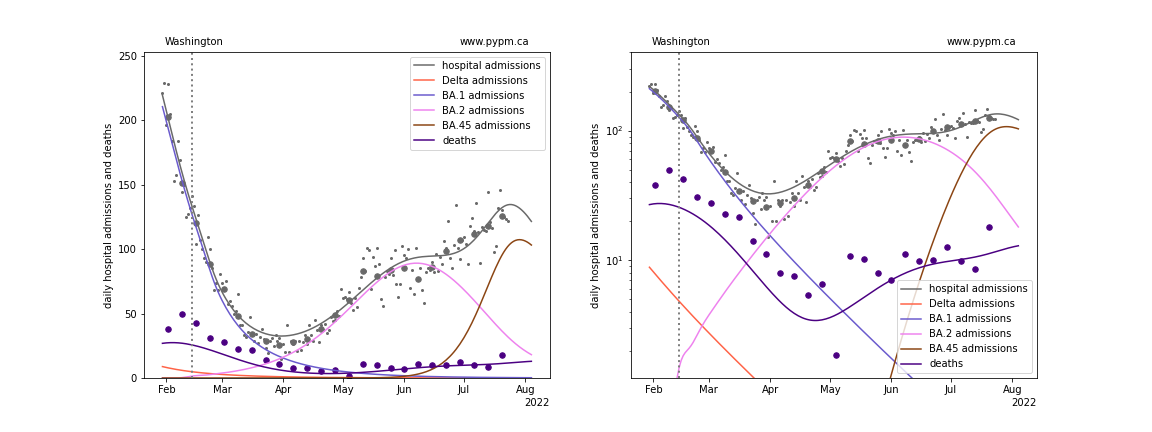 Washington
www.pypm.ca
daily hospital admissions and deaths
250
200
150
100
50
0
hospital admissions
Delta admissions
BA.1 admissions
BA.2 admissions
BA.45 admissions
deaths
Feb
Mar
Apr
May
Jun
Jul
Aug
2022
Washington
www.pypm.ca
daily hospital admissions and deaths
10²
10¹
hospital admissions
Delta admissions
BA.1 admissions
BA.2 admissions
BA.45 admissions
deaths
Feb
Mar
Apr
May
Jun
Jul
Aug
2022